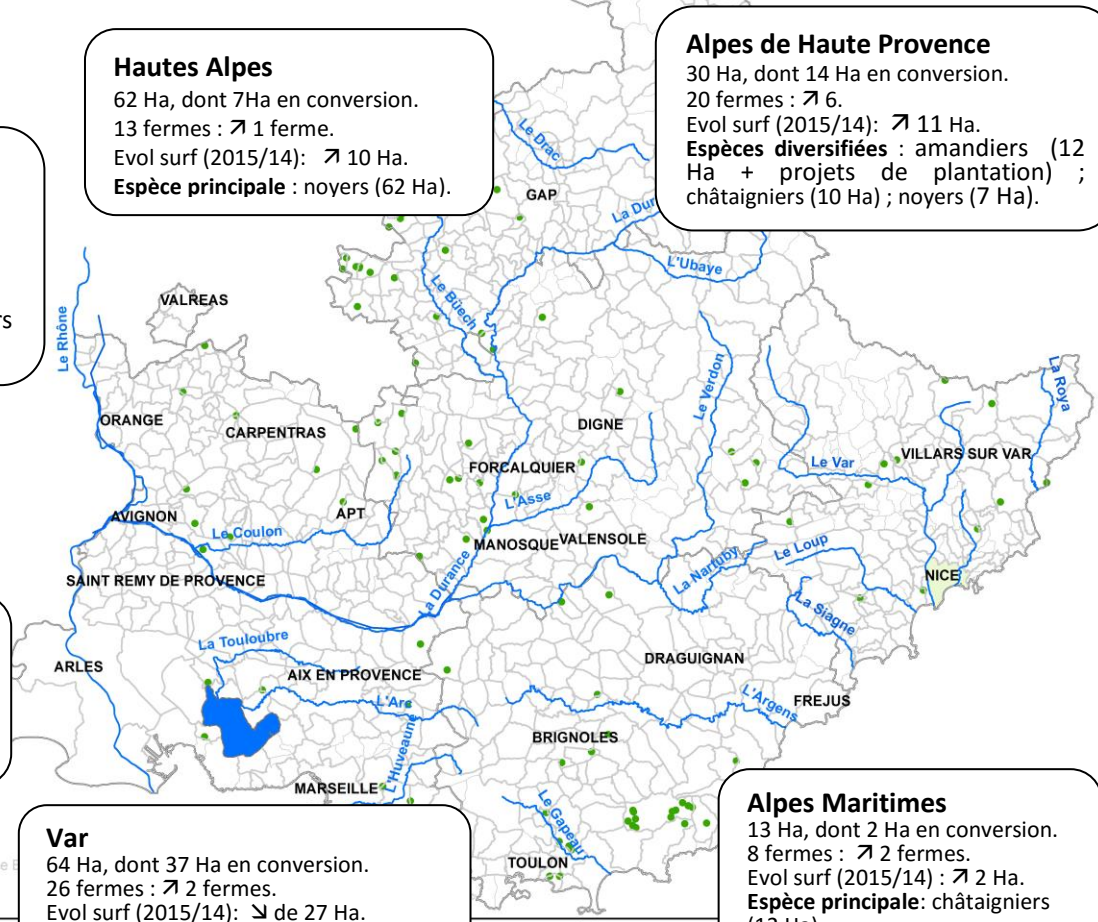 Hautes Alpes
62 Ha, dont 7Ha en conversion.
13 fermes : ↗ 1 ferme.
Evol surf (2015/14): ↗ 10 Ha.
Espèce principale : noyers (62 Ha).
Alpes de Haute Provence
30 Ha, dont 14 Ha en conversion.
20 fermes : ↗ 6.
Evol surf (2015/14): ↗ 11 Ha.
Espèces diversifiées : amandiers (12
Ha + projets de plantation) ;
châtaigniers (10 Ha) ; noyers (7 Ha).
Le Drac
GAP
La Dur
L'Ubaye
VALREAS
Le Büech
Le Rhône
rs
Le Verdon
La Roya
ORANGE
CARPENTRAS
DIGNE
FORCALQUIER
Le Var
VILLARS SUR VAR
L'Asse
AVIGNON
APT
Le Coulon
MANOSQUE
VALENSOLE
La Nartuby
Le Loup
NICE
SAINT REMY DE PROVENCE
La Durance
La Siagne
La Touloubre
ARLES
AIX EN PROVENCE
DRAGUIGNAN
L'Arc
L'Argens
FREJUS
BRIGNOLES
L'Huveaune
MARSEILLE
Le Gapeau
TOULON
Var
64 Ha, dont 37 Ha en conversion.
26 fermes : ↗ 2 fermes.
Evol surf (2015/14): ↘ de 27 Ha.
Alpes Maritimes
13 Ha, dont 2 Ha en conversion.
8 fermes : ↗ 2 fermes.
Evol surf (2015/14) : ↗ 2 Ha.
Espèce principale: châtaigniers